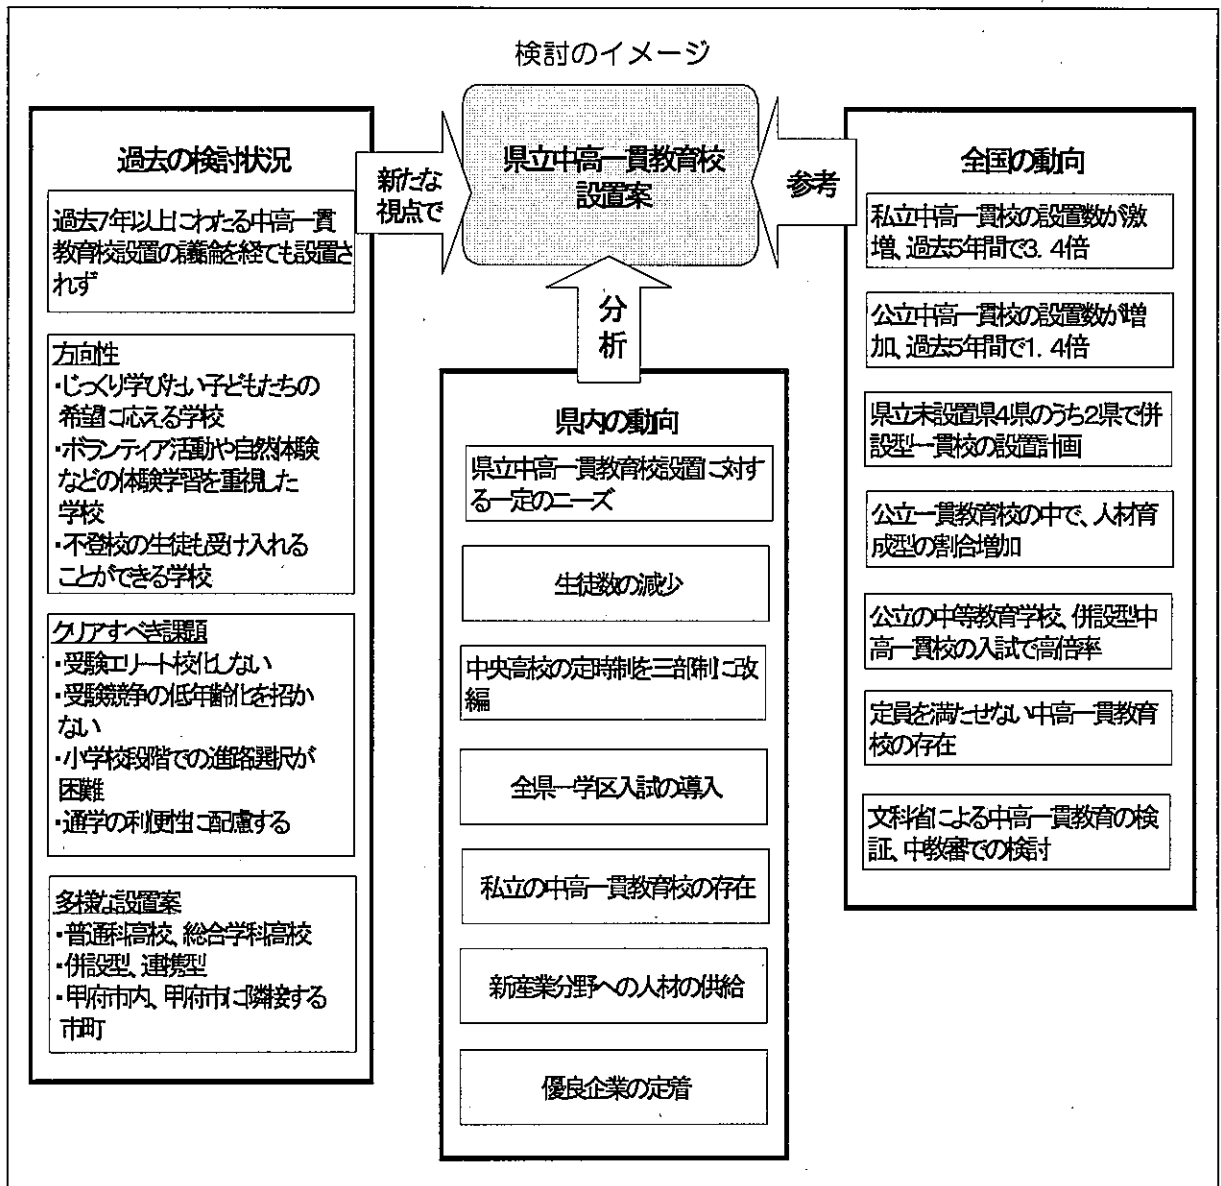 検討のイメージ
県立中高一貫教育校
設置案
新たな
視点で
参考
分
析
過去の検討状況
過去7年以上にわたる中高一貫
教育校設置の議論を経ても設置さ
れず
方向性
・じっくり学びたい子どもたちの
希望に応える学校
・ボランティア活動や自然体験
などの体験学習を重視した
学校
・不登校の生徒も受け入れる
ことができる学校
クリアすべき課題
・受験エリート校化しない
・受験競争の低年齢化を招か
ない
・小学校段階での進路選択が
困難
・通学の利便性に配慮する
多様な設置案
・普通科高校、総合学科高校
・併設型、連携型
・甲府市内、甲府市に隣接する
市町
県内の動向
県立中高一貫教育校設置に対す
る一定のニーズ
生徒数の減少
中央高校の定時制を三部制に改
編
全県一学区入試の導入
私立の中高一貫教育校の存在
新産業分野への人材の供給
優良企業の定着
全国の動向
私立中高一貫校の設置数が激
増、過去5年間で3.4倍
公立中高一貫校の設置数が増
加、過去5年間で1.4倍
県立未設置県4県のうち2県で併
設型一貫校の設置計画
公立一貫教育校の中で、人材育
成型の割合増加
公立の中等教育学校、併設型中
高一貫校の入試で高倍率
定員を満たせない中高一貫教育
校の存在
文科省による中高一貫教育の検
証、中教審での検討